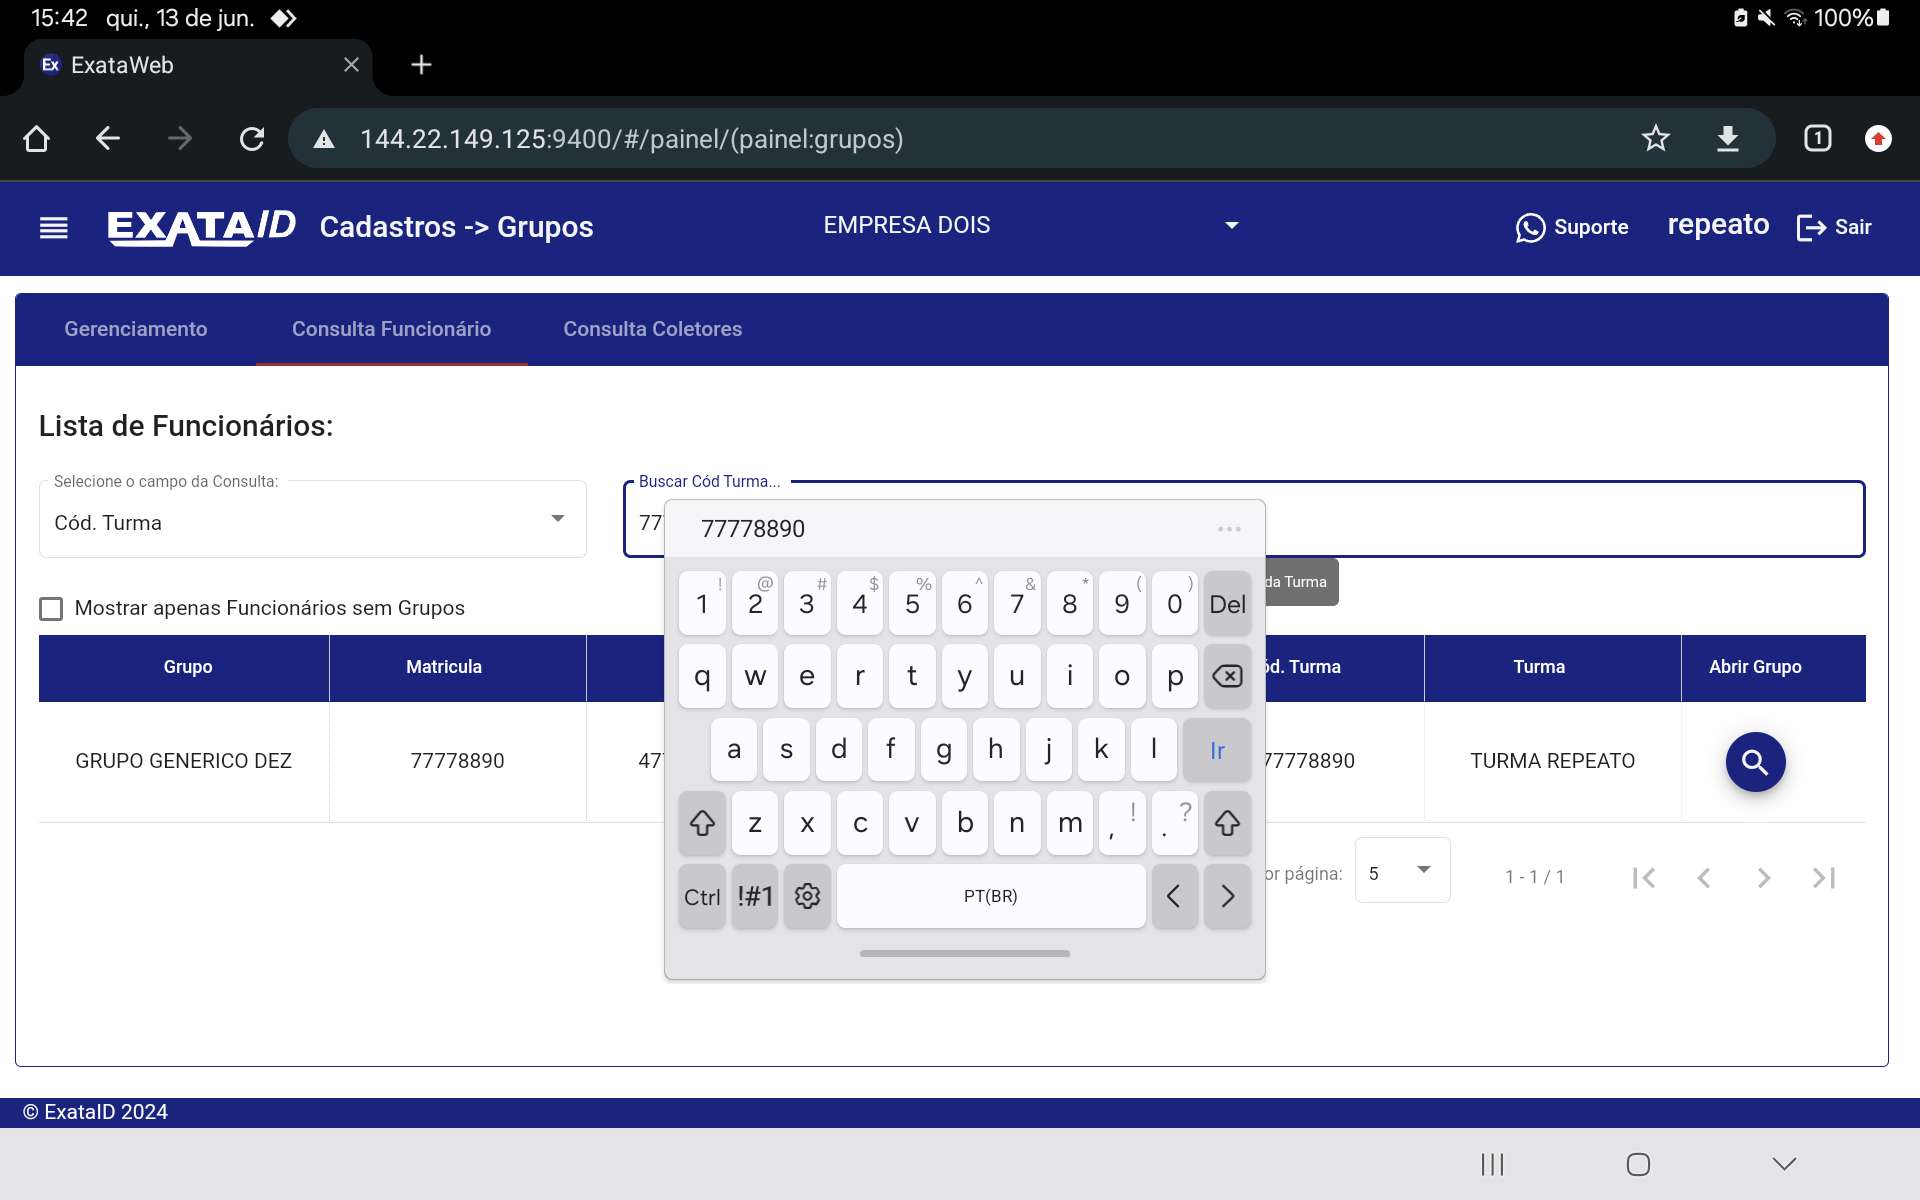 15:42 qui., 13 de jun. 100%
Ex ExataWeb
144.22.149.125:9400/#/painel/(painel:grupos) 1
EXATAID Cadastros -> Grupos EMPRESA DOIS Suporte repeato Sair
Gerenciamento Consulta Funcionário Consulta Coletores
Lista de Funcionários:
Selecione o campo da Consulta: Buscar Cód Turma...
Cód. Turma 77
77778890
da Turma
Mostrar apenas Funcionários sem Grupos
! @ # $ % ^ & * ( )
1 2 3 4 5 6 7 8 9 0 Del
q w e r t y u i o p
a s d f g h j k l Ir
z x c v b n m , ! . ?
Ctrl !#1 PT(BR) < >
Grupo Matricula ód. Turma Turma Abrir Grupo
GRUPO GENERICO DEZ 77778890 47 77778890 TURMA REPEATO
or página: 5 1 - 1 / 1
© ExataID 2024